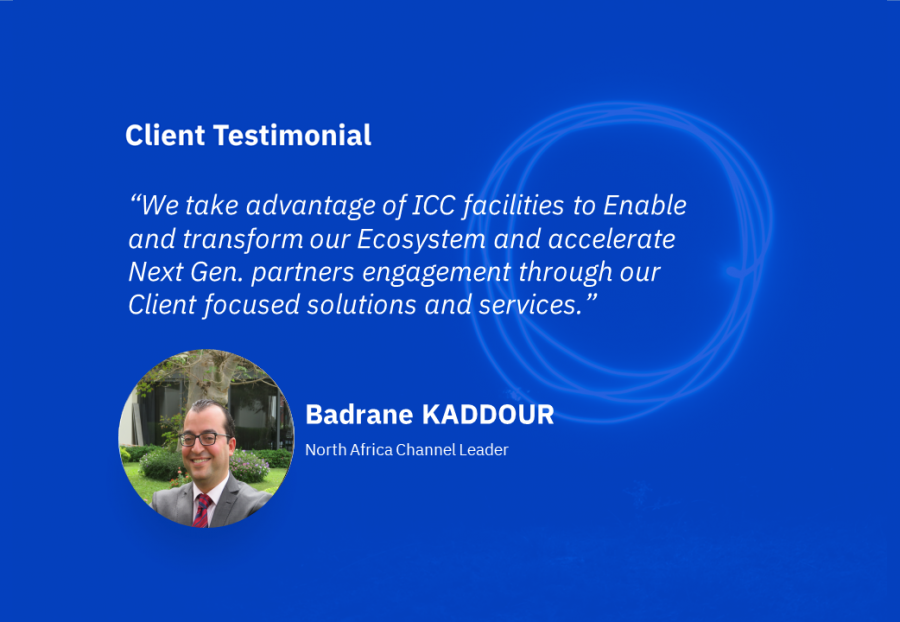 Client Testimonial
“We take advantage of ICC facilities to Enable
and transform our Ecosystem and accelerate
Next Gen. partners engagement through our
Client focused solutions and services.”
Badrane KADDOUR
North Africa Channel Leader